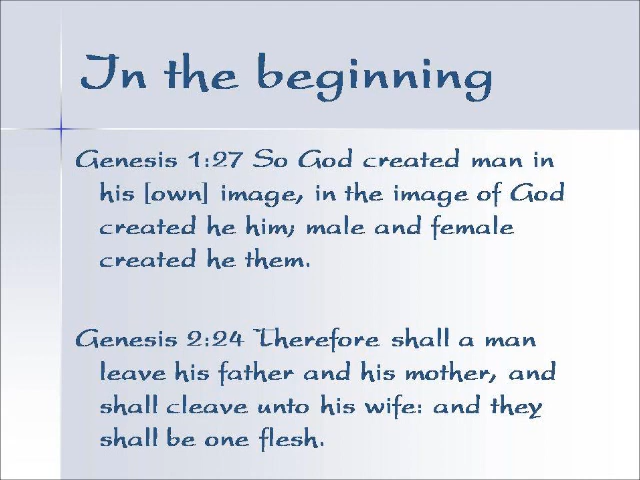 In the beginning
Genesis 1:27 So God created man in
his [own] image, in the image of God
created he him; male and female
created he them.
Genesis 2:24 Therefore shall a man
leave his father and his mother, and
shall cleave unto his wife: and they
shall be one flesh.